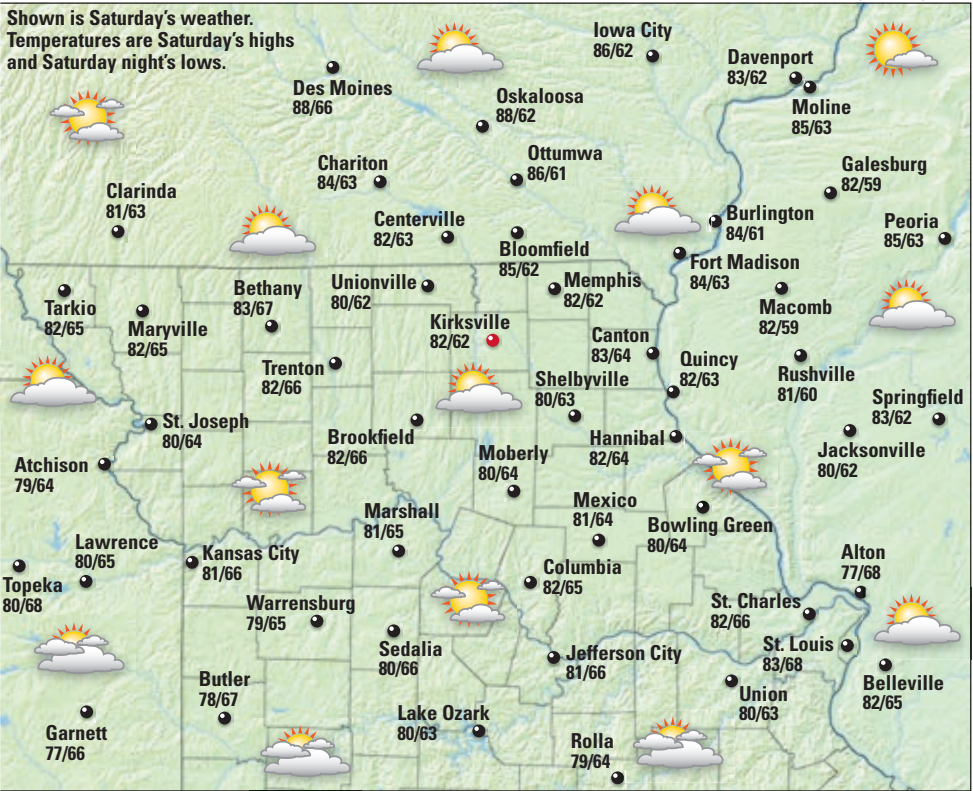 Shown is Saturday's weather.
Temperatures are Saturday's highs
and Saturday night's lows.
Iowa City
86/62
Davenport
83/62
Des Moines
88/66
Moline
85/63
Oskaloosa
88/62
Ottumwa
86/61
Chariton
84/63
Galesburg
82/59
Clarinda
81/63
Centerville
82/63
Burlington
84/61
Peoria
85/63
Bloomfield
85/62
Fort Madison
84/63
Unionville
80/62
Memphis
82/62
Bethany
83/67
Tarkio
82/65
Maryville
82/65
Macomb
82/59
Kirksville
82/62
Canton
83/64
Trenton
82/66
Quincy
82/63
Shelbyville
80/63
Rushville
81/60
Springfield
83/62
St. Joseph
80/64
Brookfield
82/66
Hannibal
82/64
Jacksonville
80/62
Moberly
80/64
Atchison
79/64
Mexico
81/64
Marshall
81/65
Bowling Green
80/64
Lawrence
80/65
Kansas City
81/66
Alton
77/68
Columbia
82/65
Topeka
80/68
Warrensburg
79/65
St. Charles
82/66
Sedalia
80/66
St. Louis
83/68
Jefferson City
81/66
Butler
78/67
Belleville
82/65
Union
80/63
Lake Ozark
80/63
Garnett
77/66
Rolla
79/64